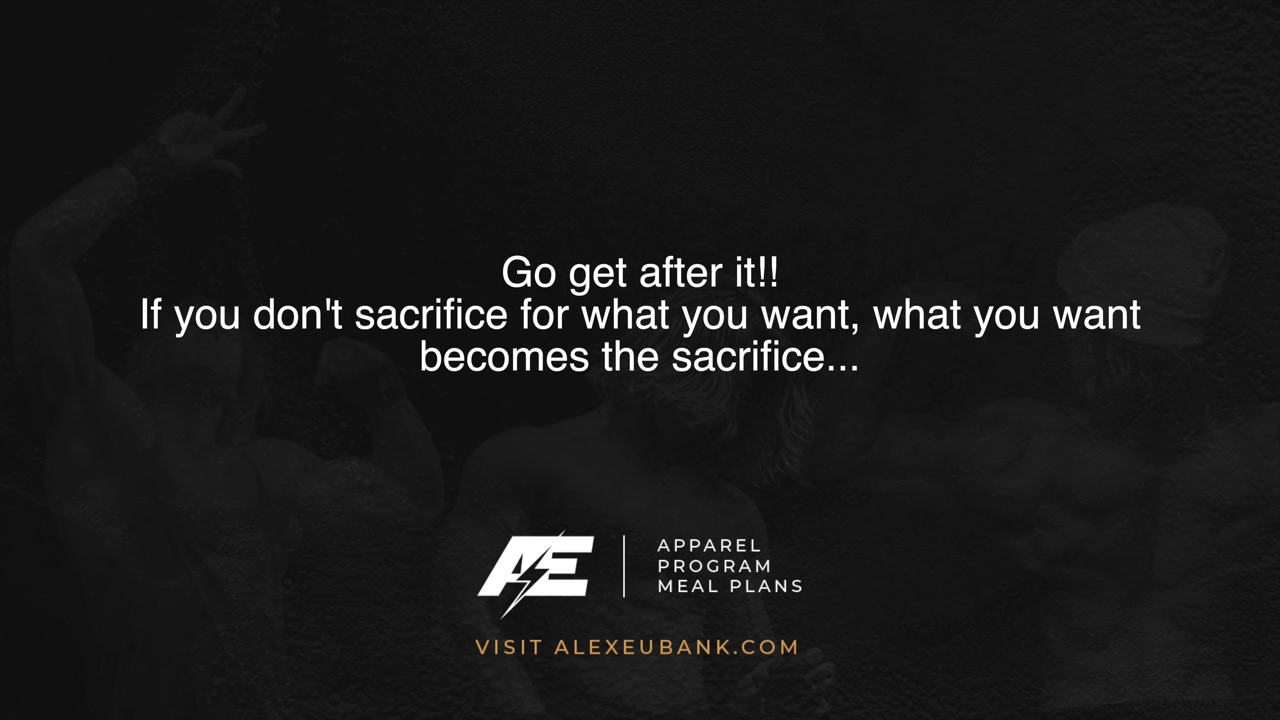 Go get after it!!
If you don't sacrifice for what you want, what you want
becomes the sacrifice...
AE
APPAREL
PROGRAM
MEAL PLANS
VISIT ALEXEUBANK.COM